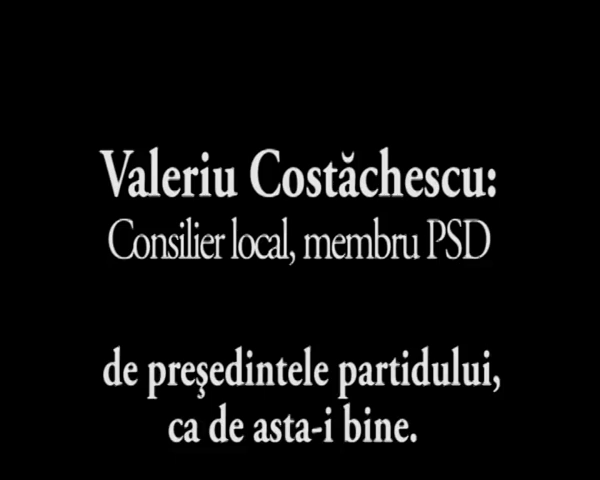 Valeriu Costăchescu:
Consilier local, membru PSD
de preşedintele partidului,
ca de asta-i bine.